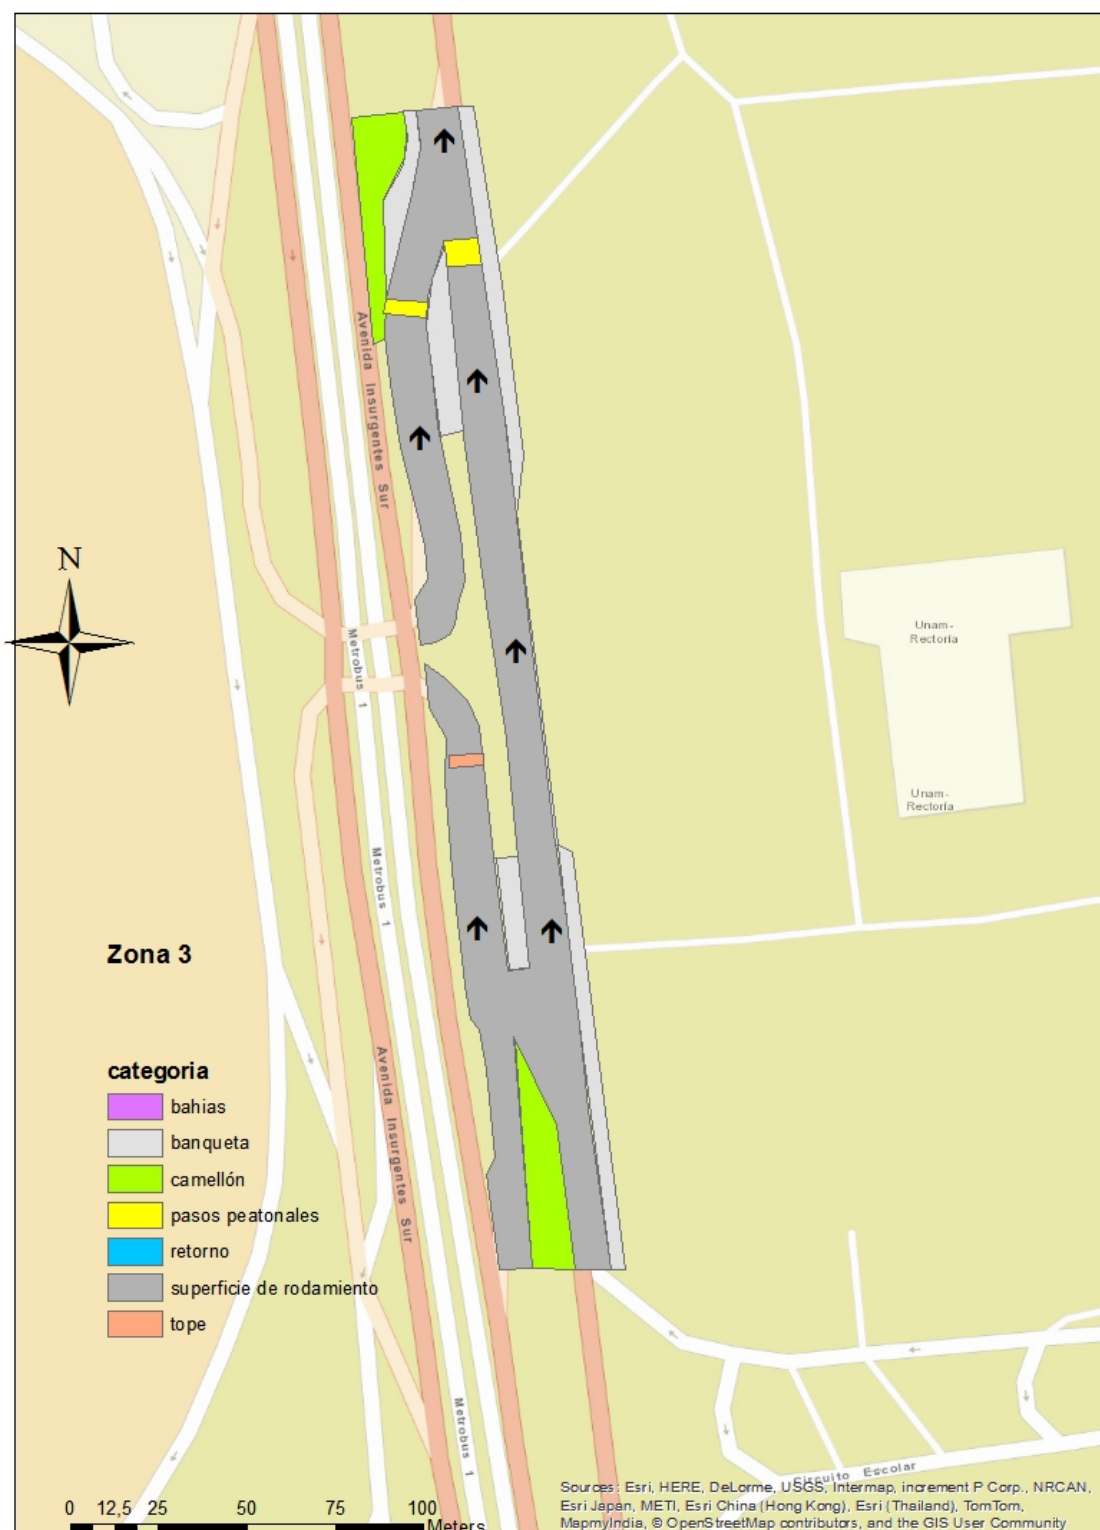 Avenida Insurgentes Sur
N
Unam-
Rectoría
Metrobus 1
Unam-
Rectoría
Metrobus 1
Zona 3
Avenida Insurgentes Sur
categoria
bahias
banqueta
camellón
pasos peatonales
retorno
superficie de rodamiento
tope
Metrobus 1
Circuito Escolar
0 12,5 25 50 75 100
Meters
Sources: Esri, HERE, DeLorme, USGS, Intermap, increment P Corp., NRCAN,
Esri Japan, METI, Esri China (Hong Kong), Esri (Thailand), TomTom,
MapmyIndia, © OpenStreetMap contributors, and the GIS User Community